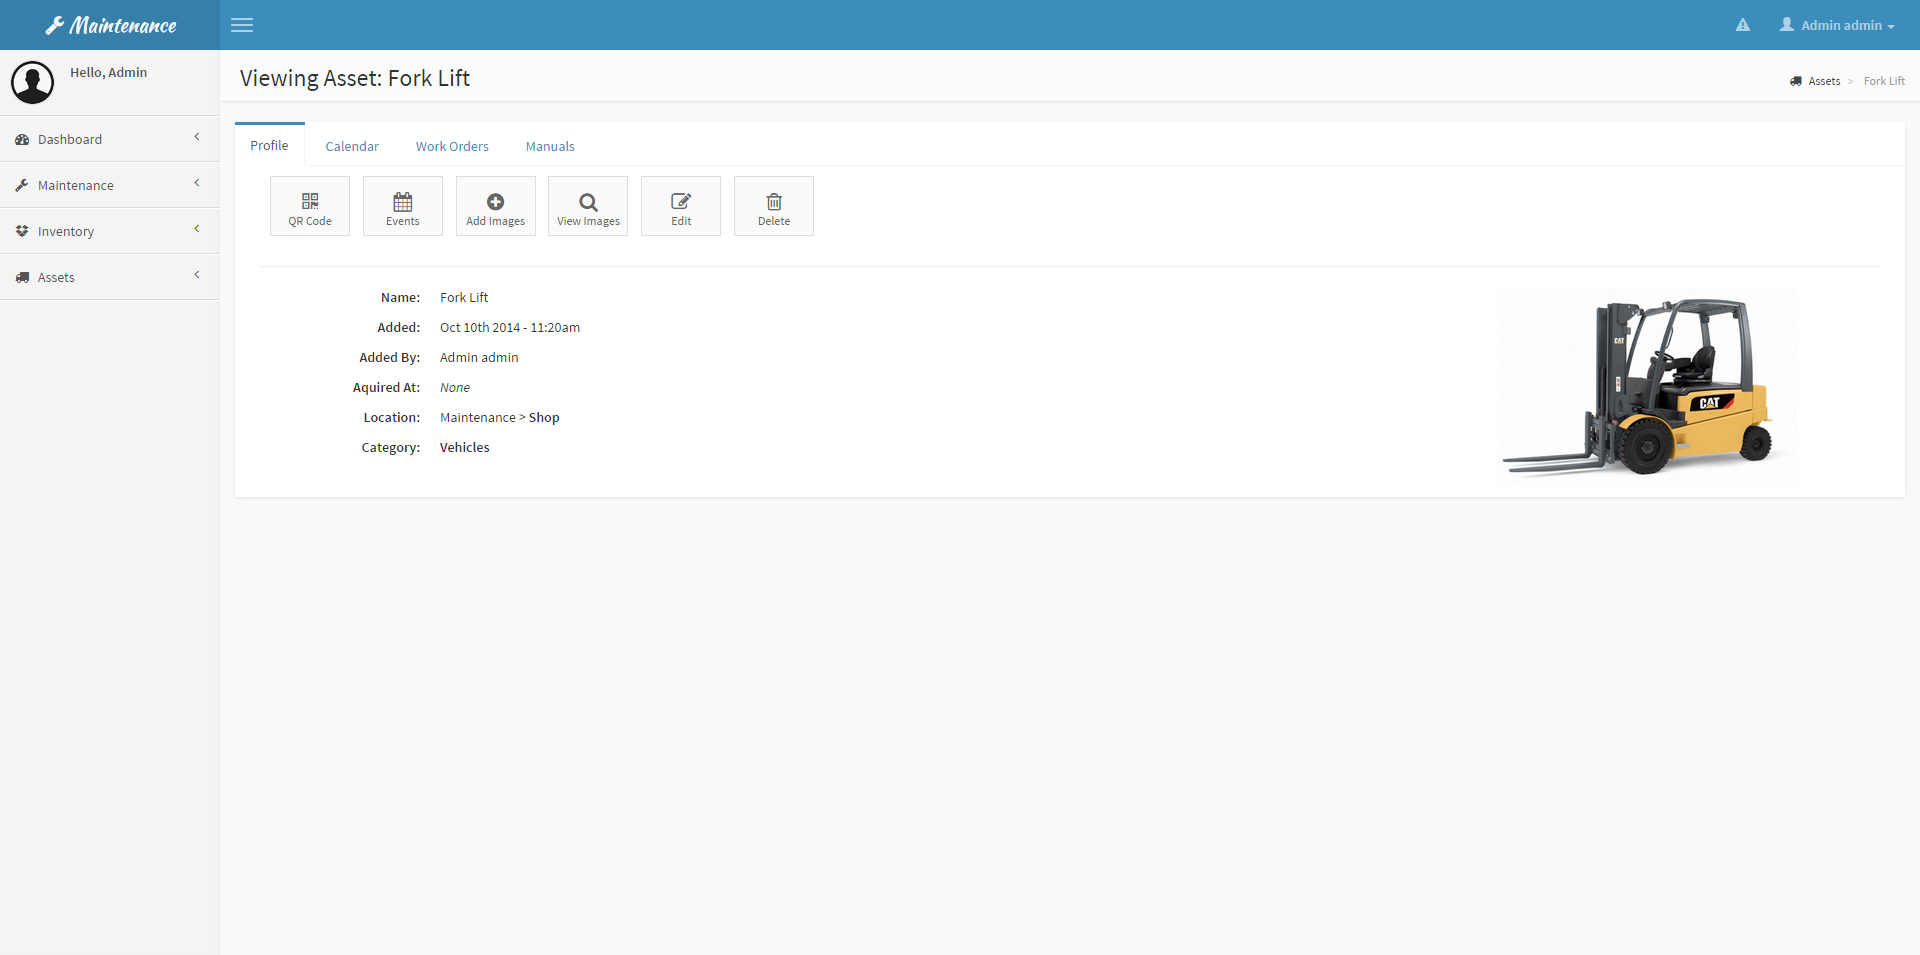 Maintenance
Admin admin
Hello, Admin
Viewing Asset: Fork Lift
Assets > Fork Lift
Dashboard
Maintenance
Inventory
Assets
Profile Calendar Work Orders Manuals
QR Code Events Add Images View Images Edit Delete
Name: Fork Lift
Added: Oct 10th 2014 - 11:20am
Added By: Admin admin
Aquired At: None
Location: Maintenance > Shop
Category: Vehicles
CAT
CAT